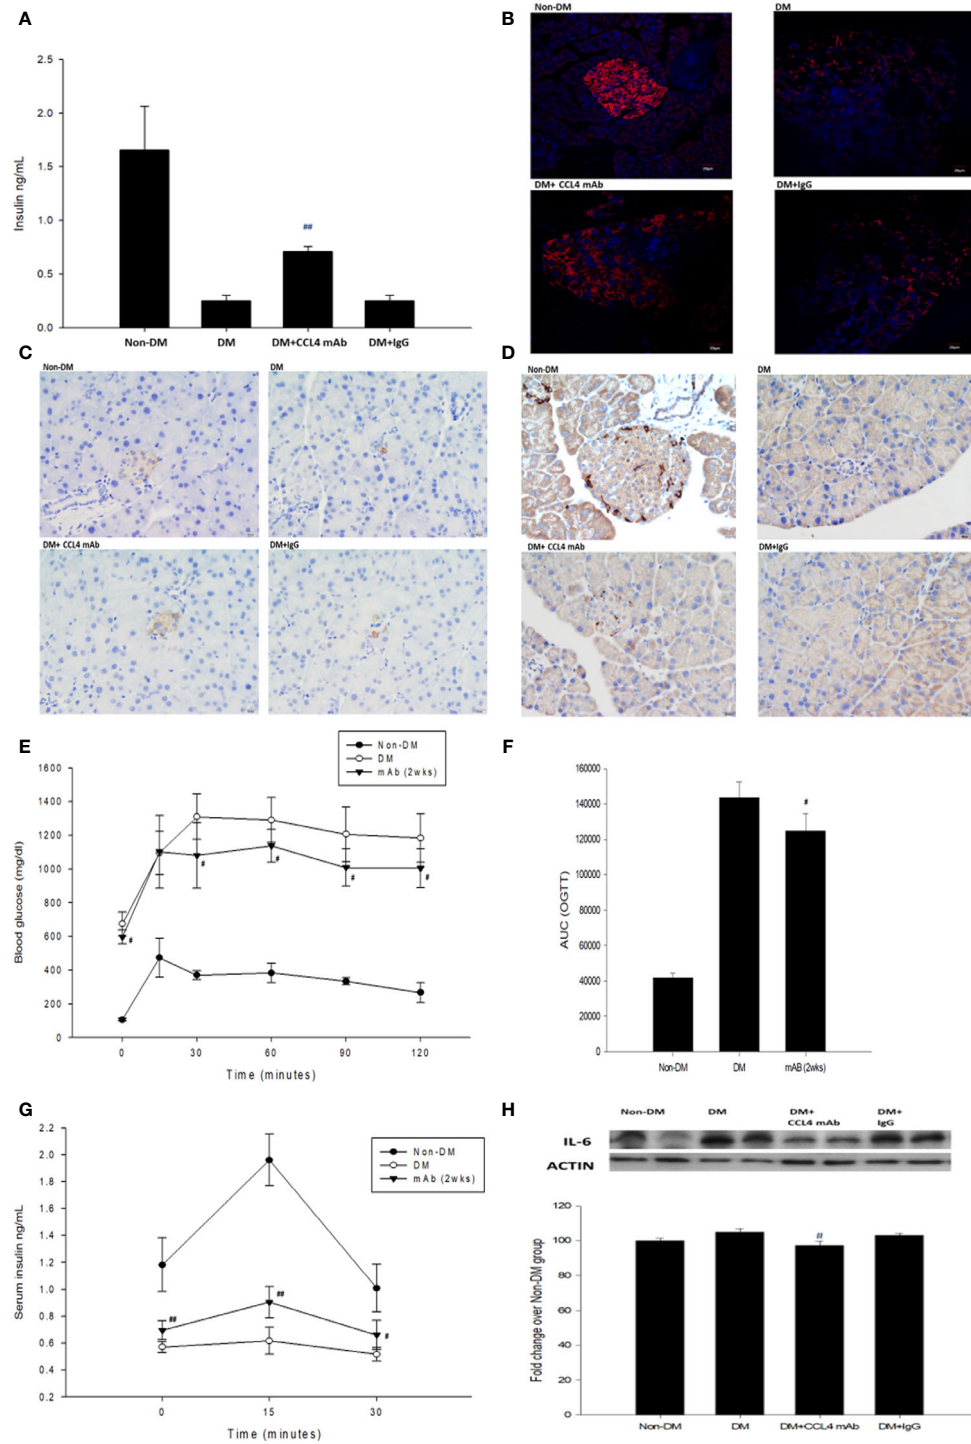 A
Insulin ng/mL
2.5
2.0
1.5
1.0
0.5
0.0
##
Non-DM DM DM+CCL4 mAb DM+IgG
B
Non-DM DM
DM+ CCL4 mAb DM+IgG
C
Non-DM DM
DM+ CCL4 mAb DM+IgG
D
Non-DM DM
DM+ CCL4 mAb DM+IgG
E
Non-DM
DM
mAb (2wks)
Blood glucose (mg/dl)
1600
1400
1200
1000
800
600
400
200
0
# # # # #
0 30 60 90 120
Time (minutes)
F
AUC (OGTT)
160000
140000
120000
100000
80000
60000
40000
20000
0
#
Non-DM DM mAB (2wks)
G
Non-DM
DM
mAb (2wks)
Serum insulin ng/mL
2.2
2.0
1.8
1.6
1.4
1.2
1.0
0.8
0.6
0.4
0.2
## ## #
0 15 30
Time (minutes)
H
Non-DM DM DM+ CCL4 mAb DM+ IgG
IL-6
ACTIN
Fold change over Non-DM group
120
100
80
60
40
20
0
#
Non-DM DM DM+CCL4 mAb DM+IgG